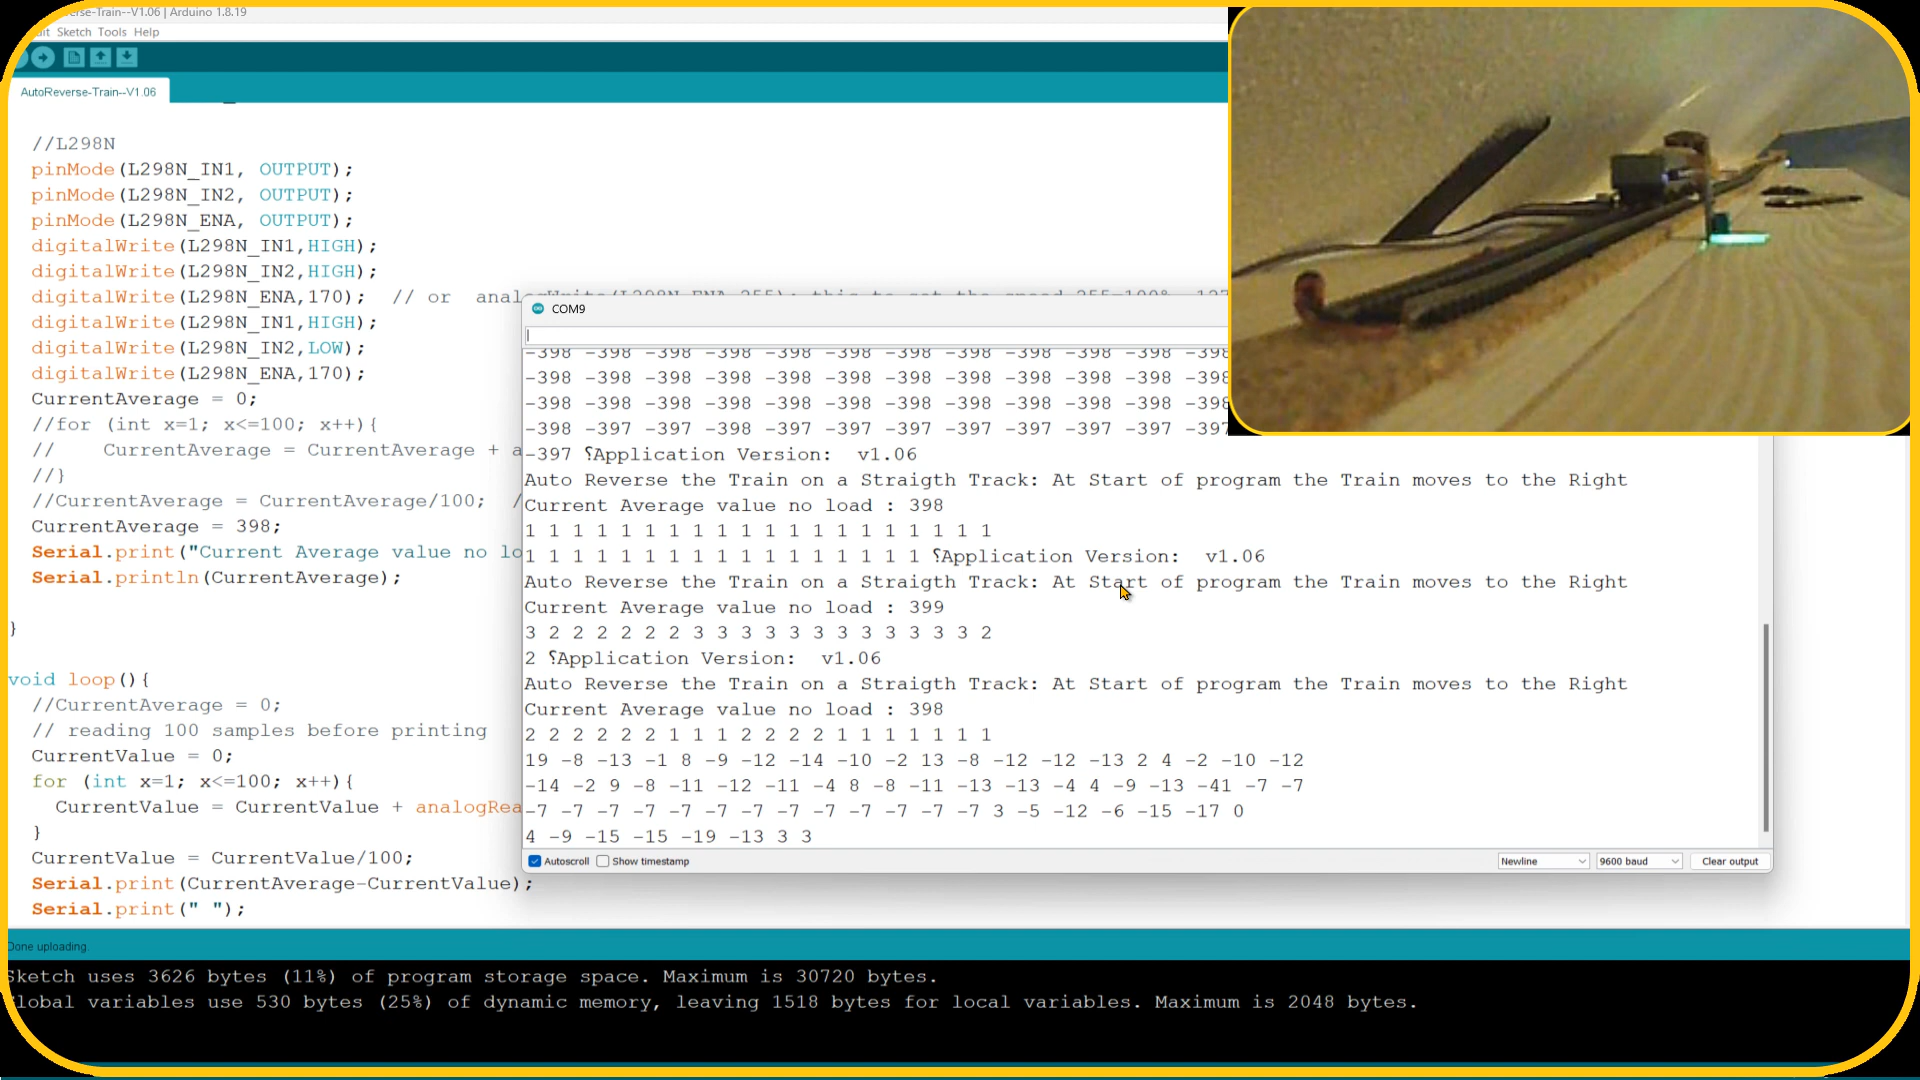 erse-Train--V1.06 | Arduino 1.8.19
Sketch Tools Help
AutoReverse-Train--V1.06
//L298N
pinMode(L298N_IN1, OUTPUT);
pinMode(L298N_IN2, OUTPUT);
pinMode(L298N_ENA, OUTPUT);
digitalWrite(L298N_IN1,HIGH);
digitalWrite(L298N_IN2,HIGH);
digitalWrite(L298N_ENA,170); // or
digitalWrite(L298N_IN1,HIGH);
digitalWrite(L298N_IN2,LOW);
digitalWrite(L298N_ENA,170);
CurrentAverage = 0;
//for (int x=1; x<=100; x++){
// CurrentAverage = CurrentAverage + a
//}
//CurrentAverage = CurrentAverage/100; /
CurrentAverage = 398;
Serial.print("Current Average value no lo
Serial.println(CurrentAverage);
}
void loop(){
//CurrentAverage = 0;
// reading 100 samples before printing
CurrentValue = 0;
for (int x=1; x<=100; x++){
CurrentValue = CurrentValue + analogRea
}
CurrentValue = CurrentValue/100;
Serial.print(CurrentAverage-CurrentValue);
Serial.print(" ");
COM9
-398 -398 -398 -398 -398 -398 -398 -398 -398 -398 -398 -398
-398 -398 -398 -398 -398 -398 -398 -398 -398 -398 -398 -398
-398 -398 -398 -398 -398 -398 -398 -398 -398 -398 -398 -398
-398 -397 -397 -398 -397 -397 -397 -397 -397 -397 -397 -397
-397 ⸮Application Version: v1.06
Auto Reverse the Train on a Straigth Track: At Start of program the Train moves to the Right
Current Average value no load : 398
1 1 1 1 1 1 1 1 1 1 1 1 1 1 1 1 1 1 1 1
1 1 1 1 1 1 1 1 1 1 1 1 1 1 1 1 1 ⸮Application Version: v1.06
Auto Reverse the Train on a Straigth Track: At Start of program the Train moves to the Right
Current Average value no load : 399
3 2 2 2 2 2 2 3 3 3 3 3 3 3 3 3 3 3 3 2
2 ⸮Application Version: v1.06
Auto Reverse the Train on a Straigth Track: At Start of program the Train moves to the Right
Current Average value no load : 398
2 2 2 2 2 2 1 1 1 2 2 2 2 1 1 1 1 1 1 1
19 -8 -13 -1 8 -9 -12 -14 -10 -2 13 -8 -12 -12 -13 2 4 -2 -10 -12
-14 -2 9 -8 -11 -12 -11 -4 8 -8 -11 -13 -13 -4 4 -9 -13 -41 -7 -7
-7 -7 -7 -7 -7 -7 -7 -7 -7 -7 -7 -7 -7 3 -5 -12 -6 -15 -17 0
4 -9 -15 -15 -19 -13 3 3
Autoscroll Show timestamp Newline 9600 baud Clear output
Done uploading.
Sketch uses 3626 bytes (11%) of program storage space. Maximum is 30720 bytes.
Global variables use 530 bytes (25%) of dynamic memory, leaving 1518 bytes for local variables. Maximum is 2048 bytes.